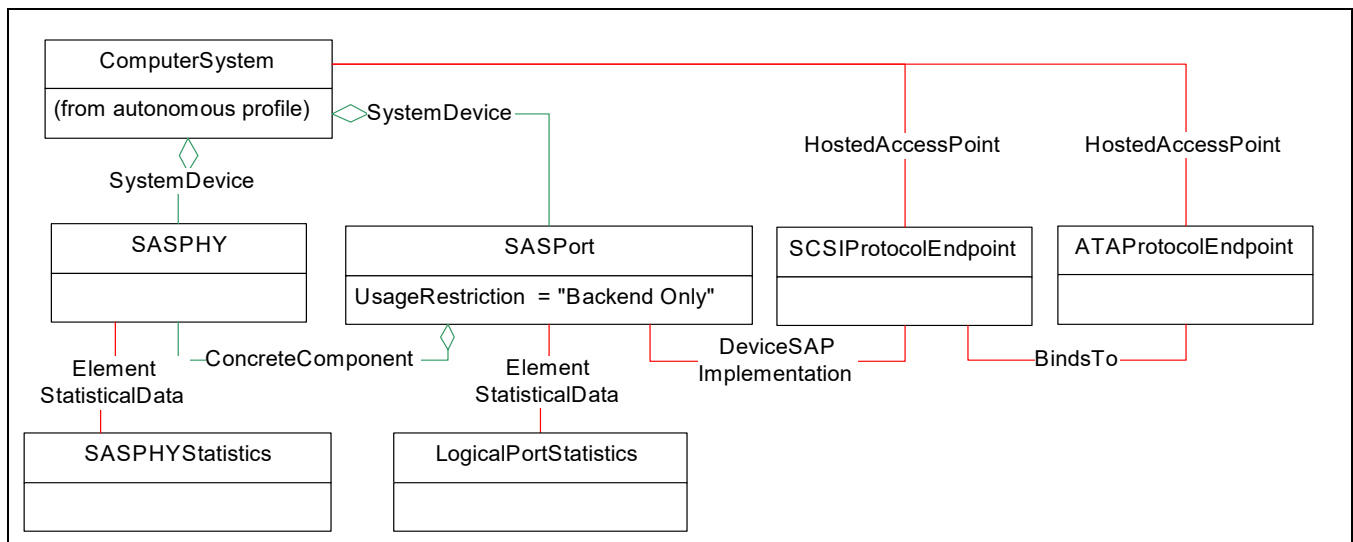 ComputerSystem
(from autonomous profile)
SystemDevice
HostedAccessPoint
HostedAccessPoint
SystemDevice
SASPHY
SASPort
UsageRestriction = "Backend Only"
SCSIProtocolEndpoint
ATAProtocolEndpoint
ConcreteComponent
Element
StatisticalData
Element
StatisticalData
DeviceSAP
Implementation
BindsTo
SASPHYStatistics
LogicalPortStatistics